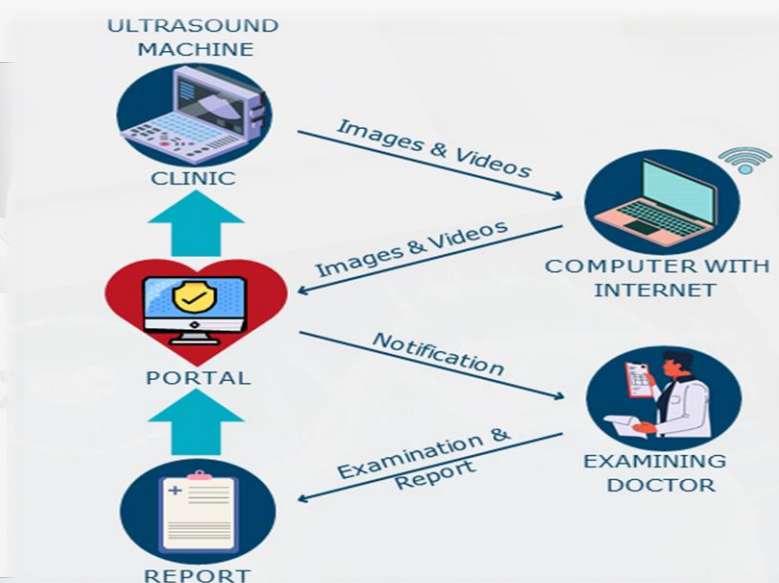 ULTRASOUND
MACHINE
CLINIC
Images & Videos
COMPUTER WITH
INTERNET
Images & Videos
PORTAL
Notification
EXAMINING
DOCTOR
Examination &
Report
REPORT